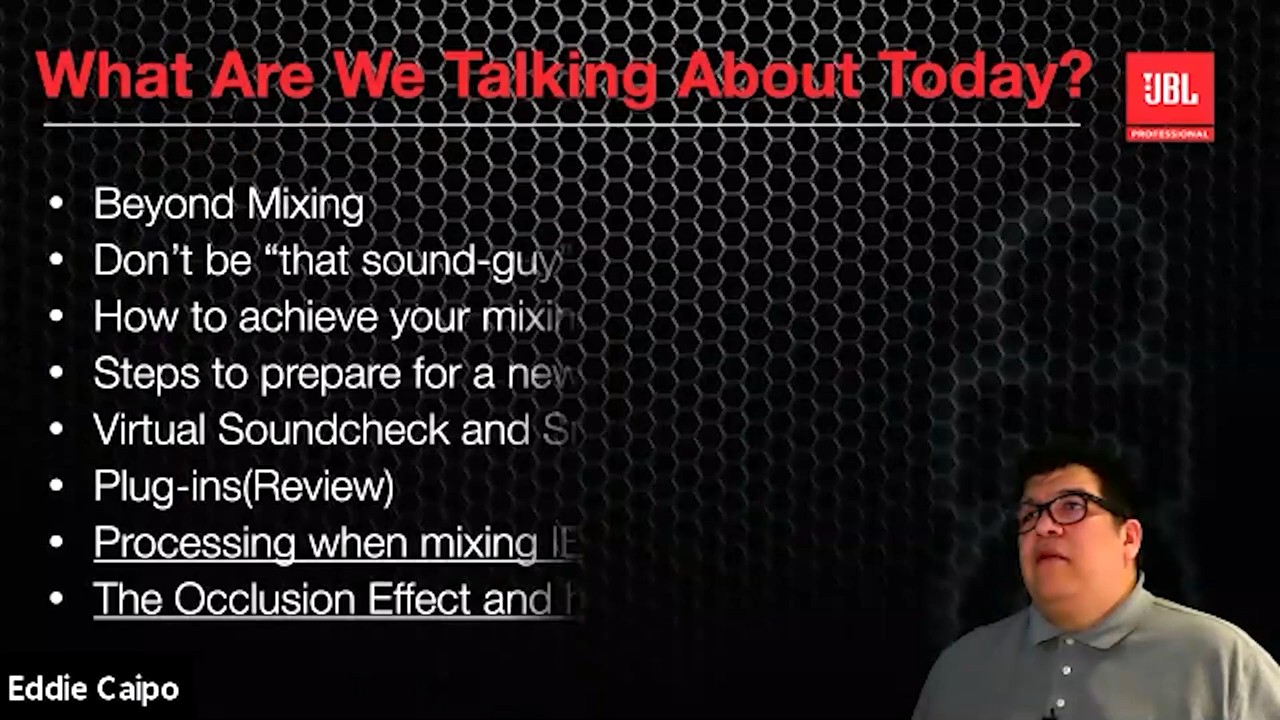 What Are We Talking About Today?
JBL
PROFESSIONAL
• Beyond Mixing
• Don’t be “that sound-guy”
• How to achieve your
• Steps to prepare for a new
• Virtual Soundcheck and
• Plug-ins(Review)
• Processing when mixing
• The Occlusion Effect and
Eddie Caipo